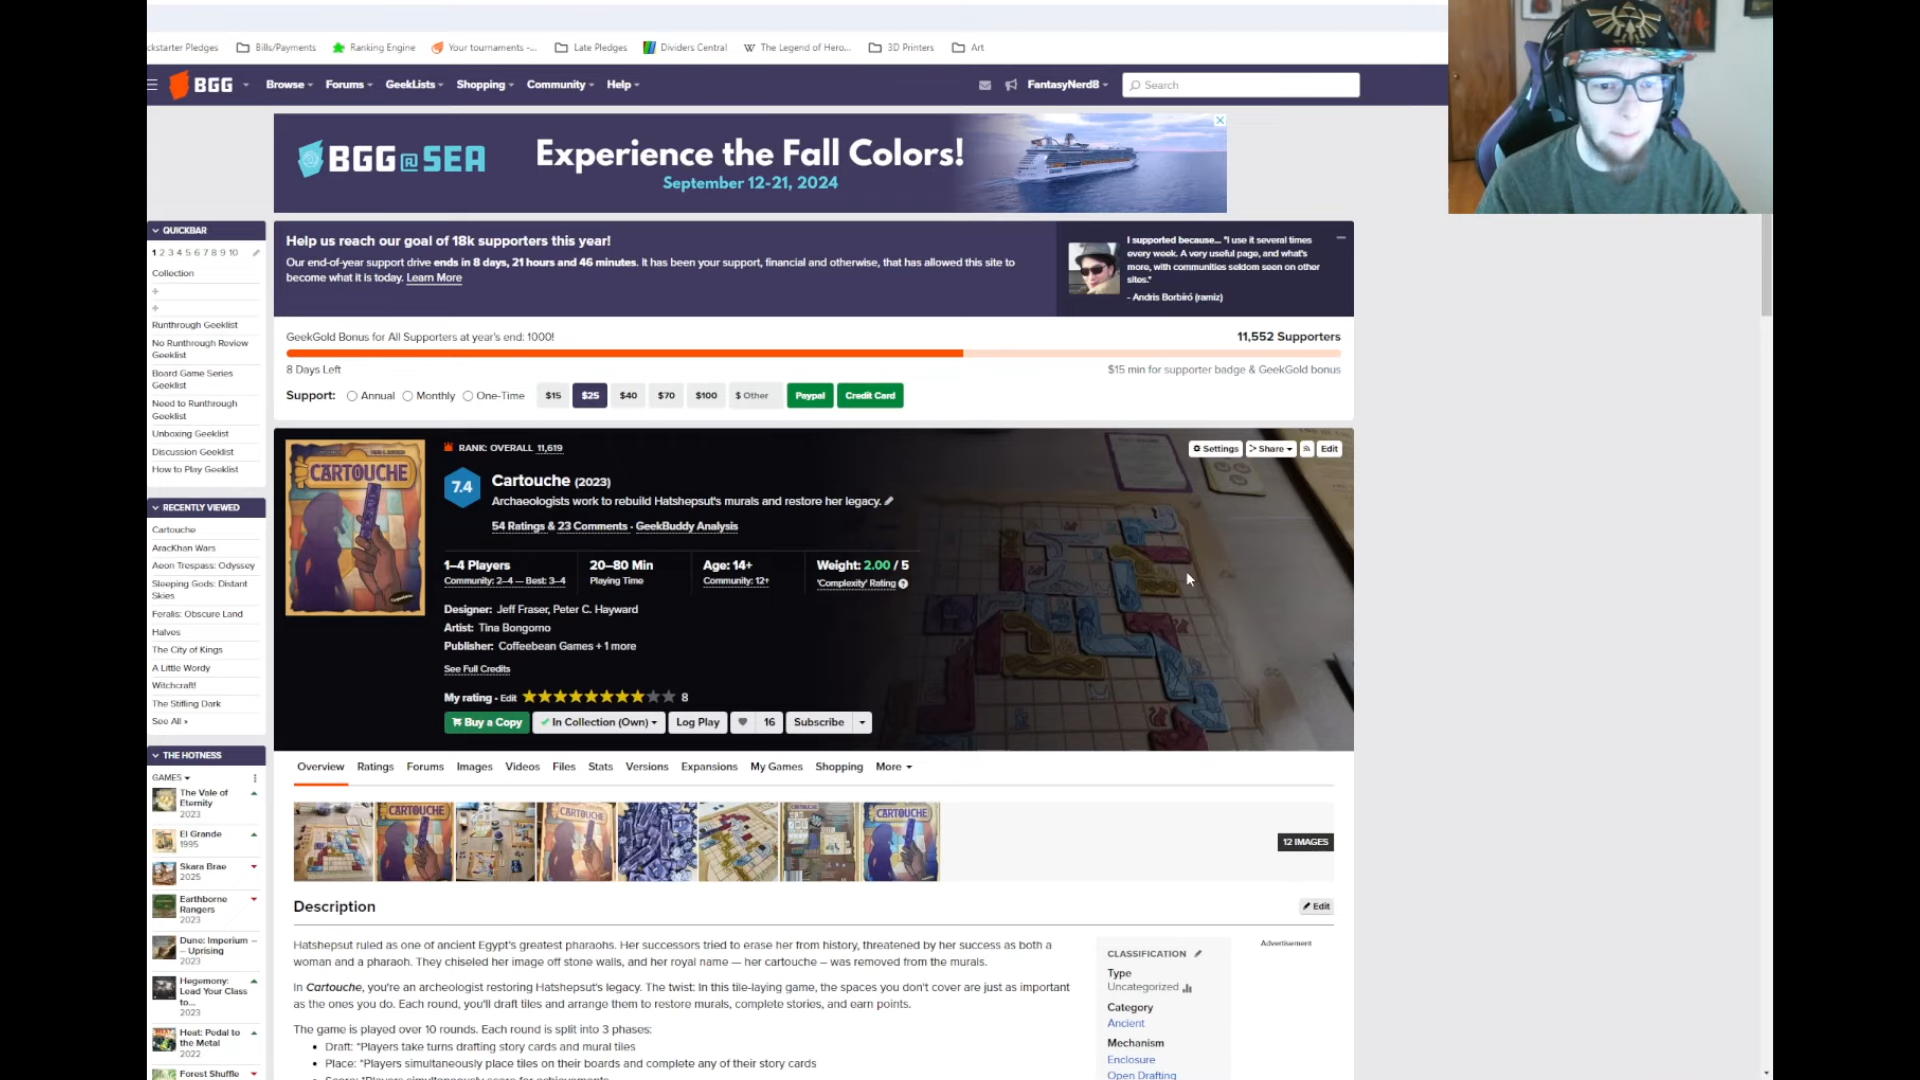 ckstarter Pledges Bills/Payments Ranking Engine Your tournaments -... Late Pledges Dividers Central The Legend of Hero... 3D Printers Art
BGG Browse Forums GeekLists Shopping Community Help FantasyNerd8 Search
BGG @ SEA Experience the Fall Colors!
September 12-21, 2024
QUICKBAR
1 2 3 4 5 6 7 8 9 10
Collection
Runthrough Geeklist
No Runthrough Review
Geeklist
Board Game Series
Geeklist
Need to Runthrough
Geeklist
Unboxing Geeklist
Discussion Geeklist
How to Play Geeklist
RECENTLY VIEWED
Cartouche
AracKhan Wars
Aeon Trespass: Odyssey
Sleeping Gods: Distant
Skies
Feralis: Obscure Land
Halves
The City of Kings
A Little Wordy
Witchcraft!
The Stifling Dark
See All »
THE HOTNESS
GAMES
The Vale of
Eternity
2023
El Grande
1995
Skara Brae
2025
Earthborne
Rangers
2023
Dune: Imperium –
– Uprising
2023
Hegemony:
Lead Your Class
to...
2023
Heat: Pedal to
the Metal
2022
Forest Shuffle
Help us reach our goal of 18k supporters this year!
Our end-of-year support drive ends in 8 days, 21 hours and 46 minutes. It has been your support, financial and otherwise, that has allowed this site to
become what it is today. Learn More
I supported because... "I use it several times
every week. A very useful page, and what's
more, with communities seldom seen on other
sites."
- Andris Borbíró (ramiz)
GeekGold Bonus for All Supporters at year's end: 1000! 11,552 Supporters
8 Days Left $15 min for supporter badge & GeekGold bonus
Support: Annual Monthly One-Time $15 $25 $40 $70 $100 $ Other Paypal Credit Card
CARTOUCHE
RANK: OVERALL 11,619 Settings Share Edit
7.4 Cartouche (2023)
Archaeologists work to rebuild Hatshepsut's murals and restore her legacy.
54 Ratings & 23 Comments · GeekBuddy Analysis
1–4 Players 20–80 Min Age: 14+ Weight: 2.00 / 5
Community: 2–4 — Best: 3–4 Playing Time Community: 12+ 'Complexity' Rating
Designer: Jeff Fraser, Peter C. Hayward
Artist: Tina Bongorno
Publisher: Coffeebean Games + 1 more
See Full Credits
My rating · Edit 8
Buy a Copy In Collection (Own) Log Play 16 Subscribe
Overview Ratings Forums Images Videos Files Stats Versions Expansions My Games Shopping More
CARTOUCHE CARTOUCHE CARTOUCHE
12 IMAGES
Description Edit
Hatshepsut ruled as one of ancient Egypt's greatest pharaohs. Her successors tried to erase her from history, threatened by her success as both a
woman and a pharaoh. They chiseled her image off stone walls, and her royal name — her cartouche – was removed from the murals.
In Cartouche, you're an archeologist restoring Hatshepsut's legacy. The twist: In this tile-laying game, the spaces you don't cover are just as important
as the ones you do. Each round, you'll draft tiles and arrange them to restore murals, complete stories, and earn points.
The game is played over 10 rounds. Each round is split into 3 phases:
• Draft: "Players take turns drafting story cards and mural tiles
• Place: "Players simultaneously place tiles on their boards and complete any of their story cards
• Score: "Players simultaneously score for achievements
CLASSIFICATION
Type
Uncategorized
Category
Ancient
Mechanism
Enclosure
Open Drafting
Advertisement